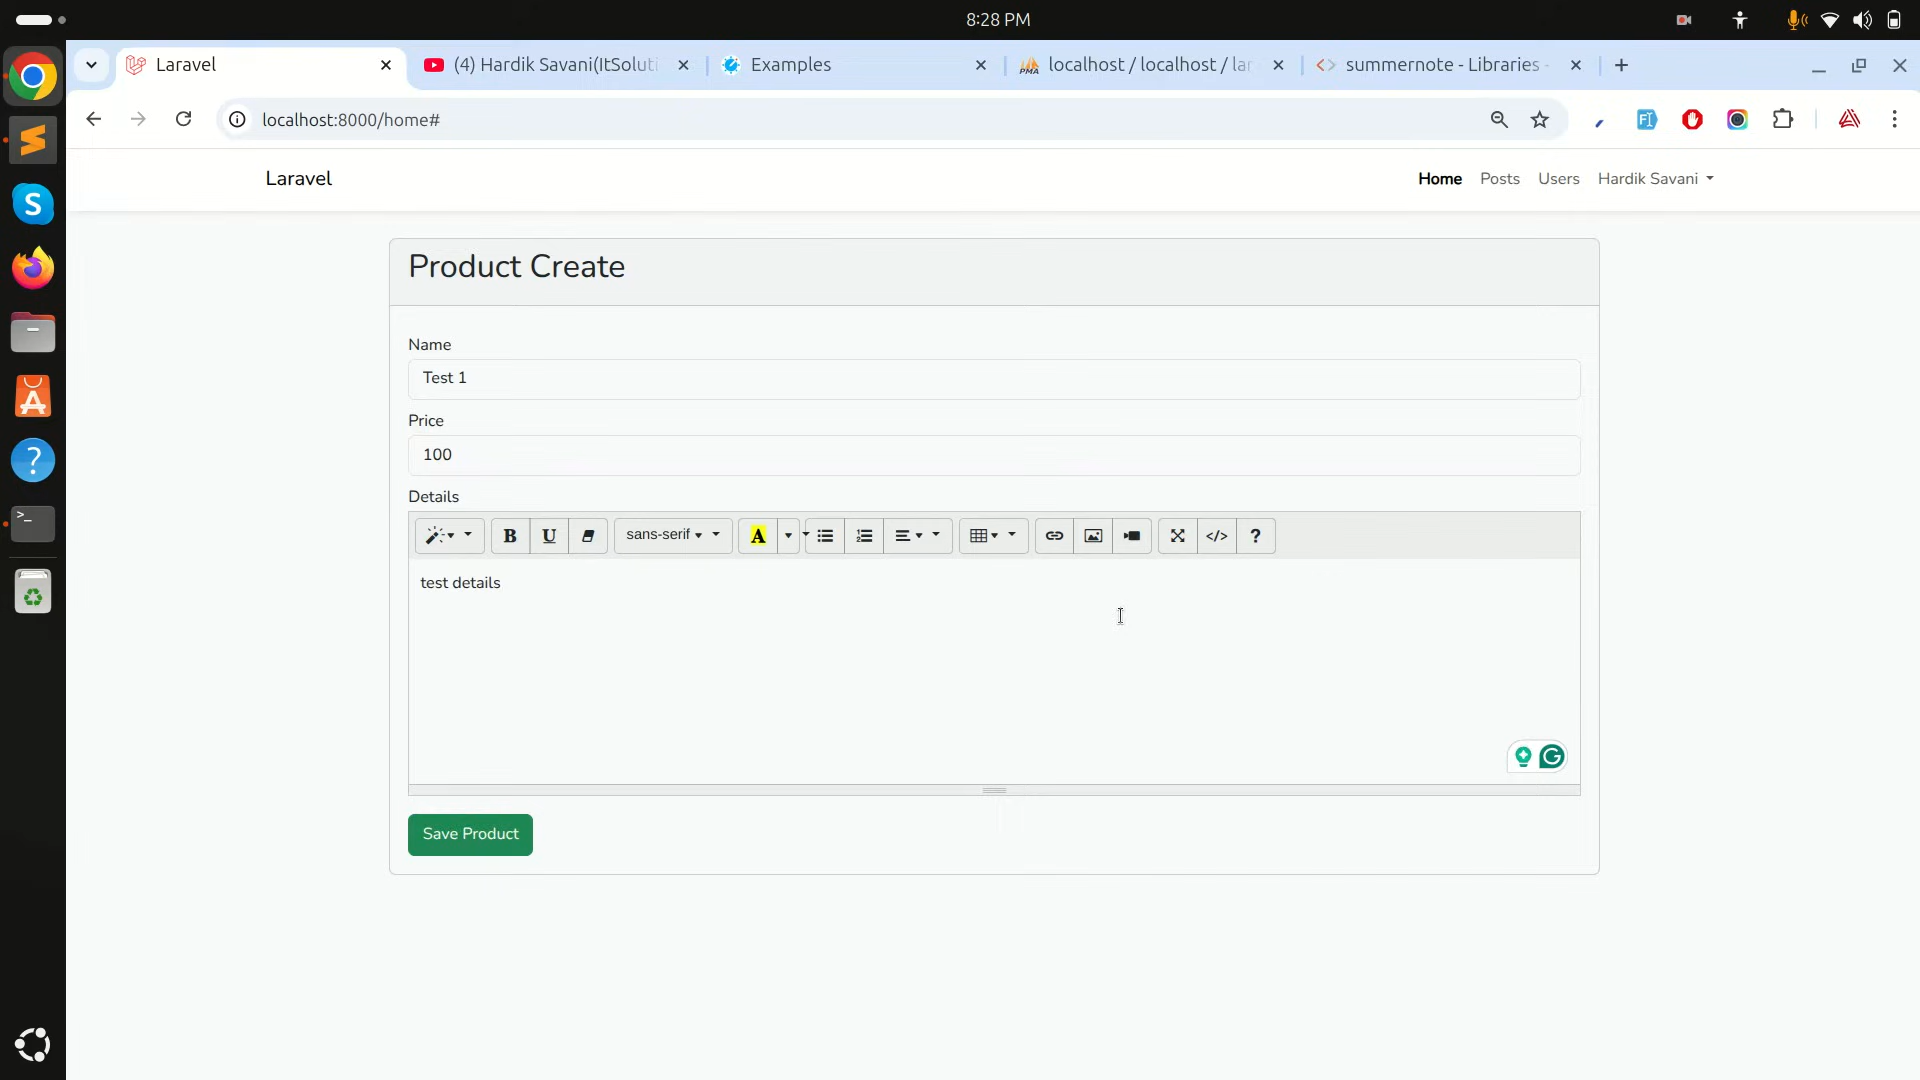 8:28 PM
Laravel
(4) Hardik Savani(ItSoluti
Examples
localhost / localhost / lar
summernote - Libraries -
localhost:8000/home#
Laravel
Home
Posts
Users
Hardik Savani
Product Create
Name
Test 1
Price
100
Details
B U sans-serif A </> ?
test details
Save Product